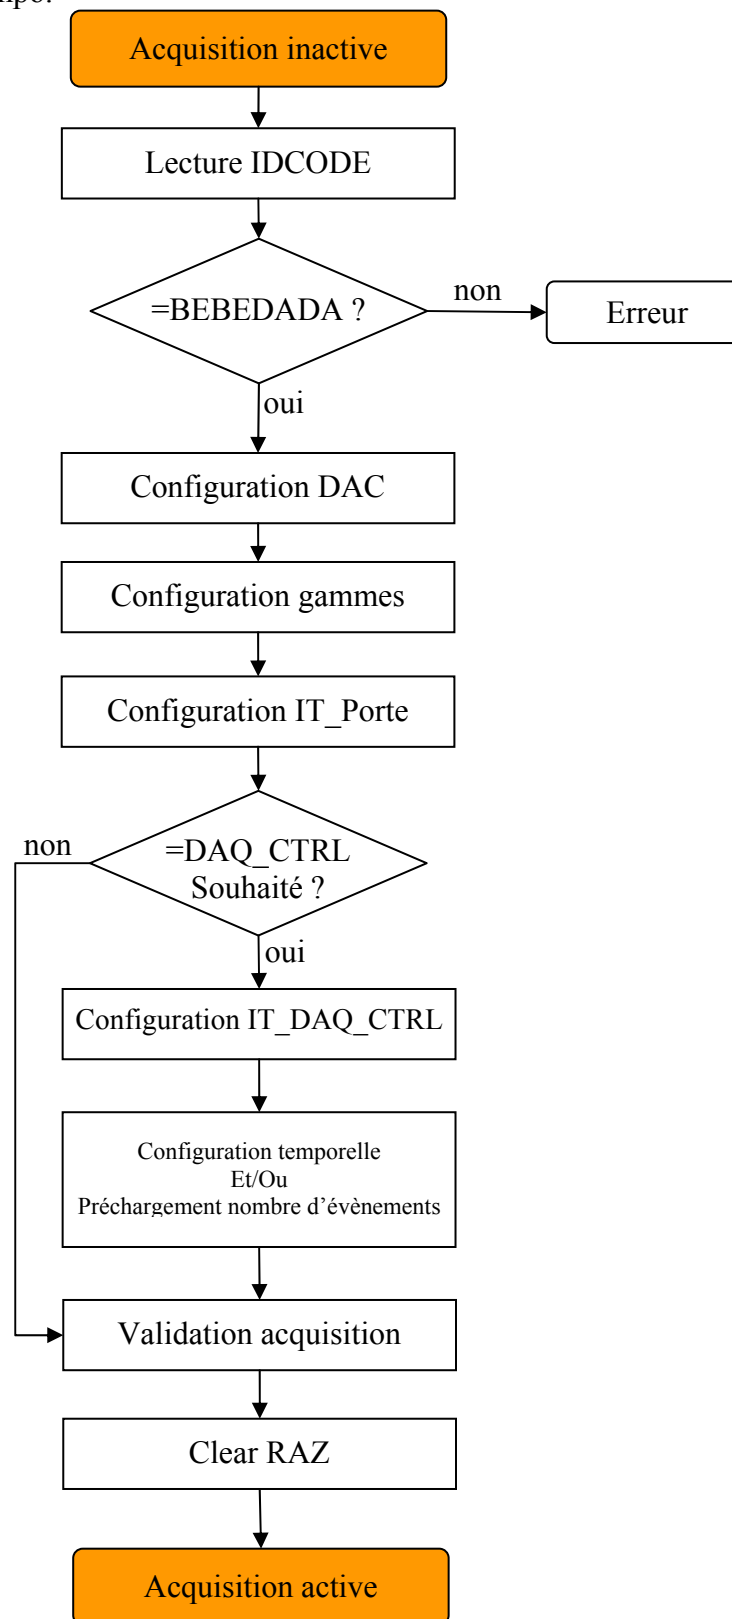 Acquisition inactive
Lecture IDCODE
=BEBEDADA ?
non
Erreur
oui
Configuration DAC
Configuration gammes
Configuration IT_Porte
non
=DAQ_CTRL
Souhaité ?
oui
Configuration IT_DAQ_CTRL
Configuration temporelle
Et/Ou
Préchargement nombre d’évènements
Validation acquisition
Clear RAZ
Acquisition active